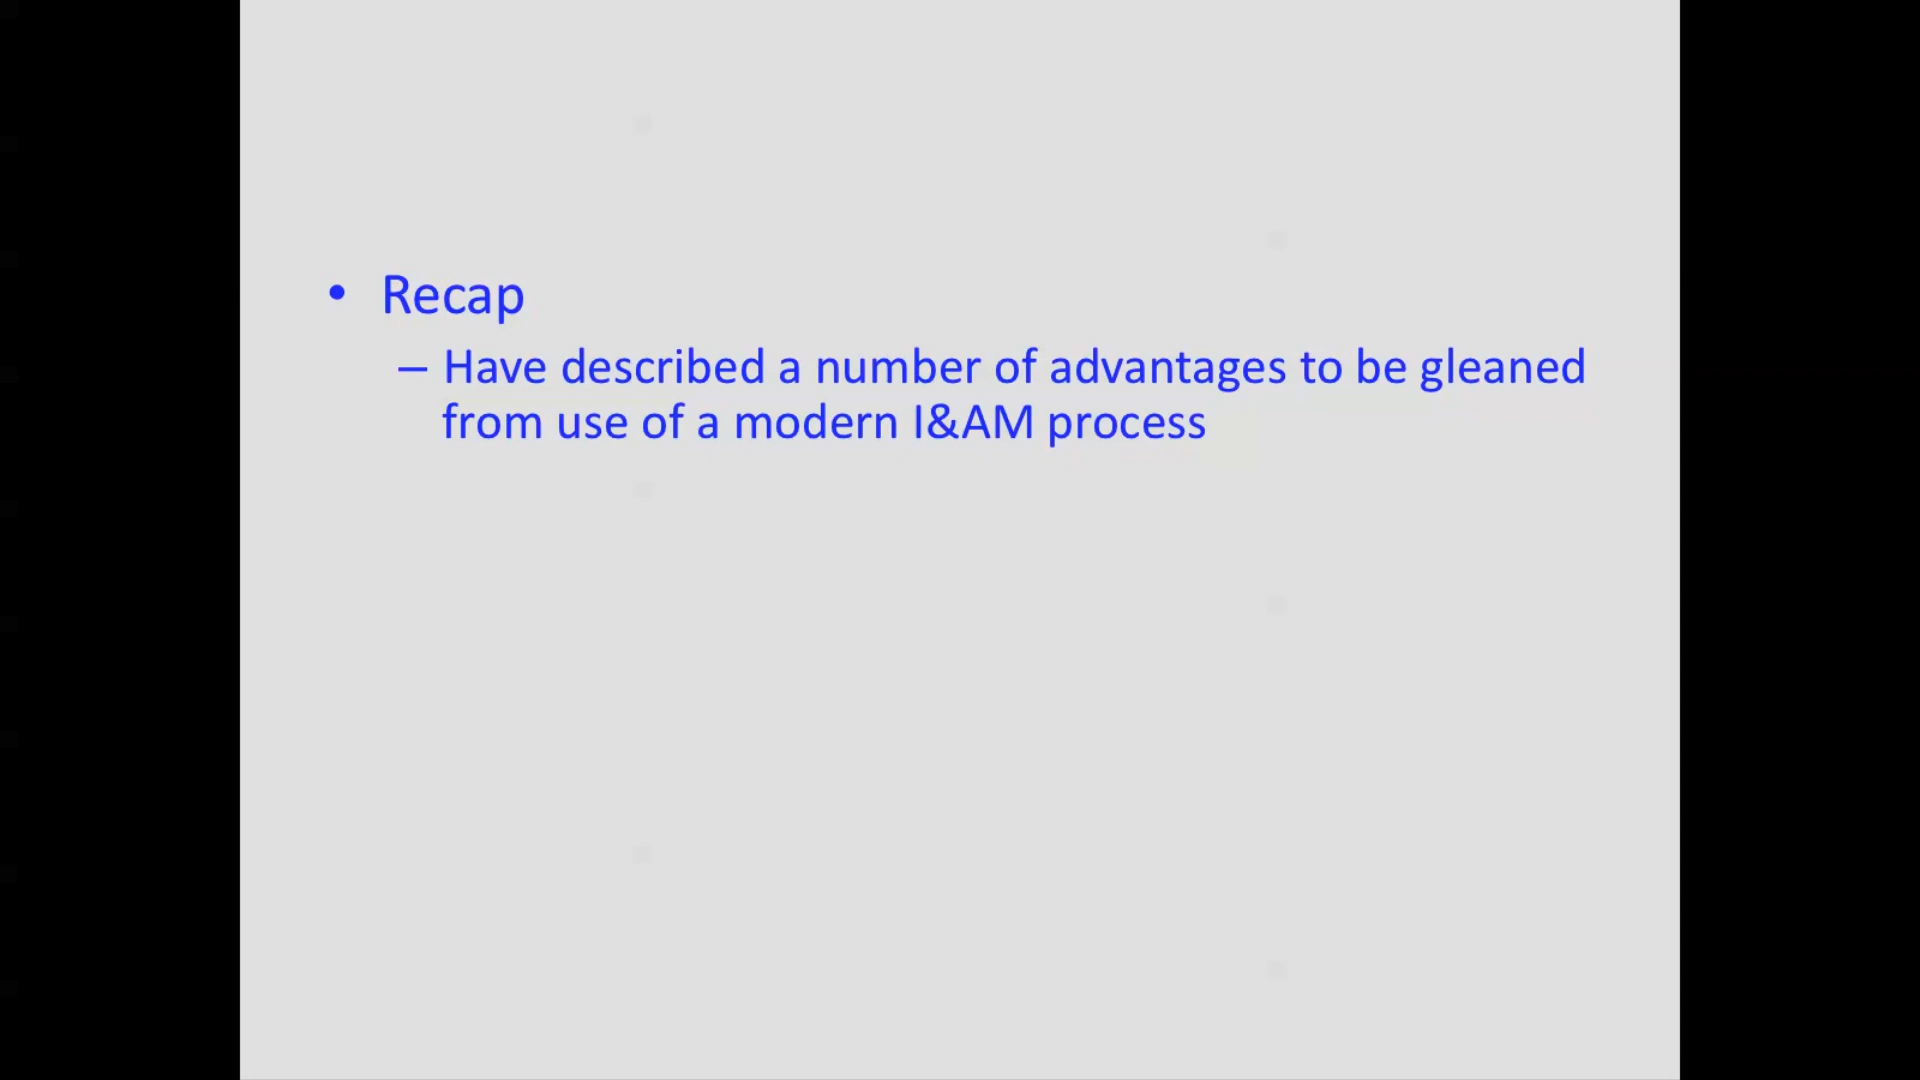 • Recap
– Have described a number of advantages to be gleaned
from use of a modern I&AM process